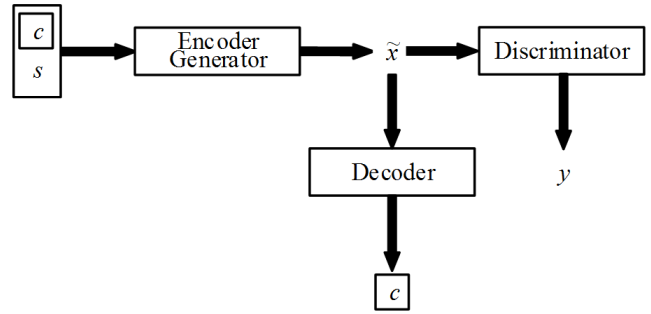 c
s
Encoder
Generator
x̃
Discriminator
Decoder
y
c